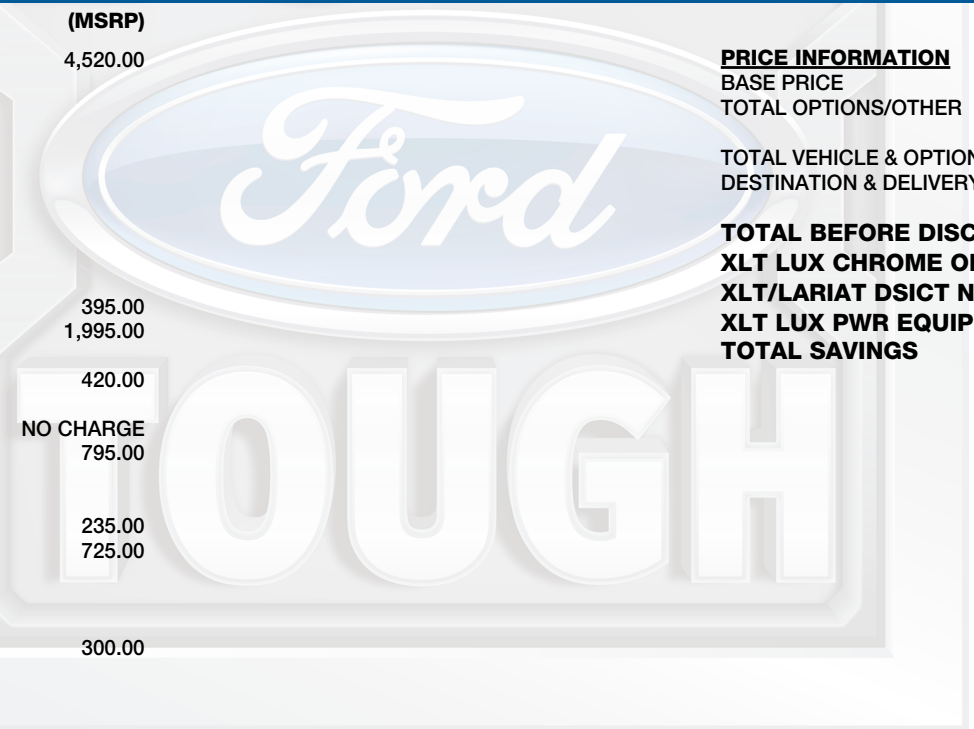 (MSRP)
4,520.00
395.00
1,995.00
420.00
NO CHARGE
795.00
235.00
725.00
300.00
PRICE INFORMATION
BASE PRICE
TOTAL OPTIONS/OTHER
TOTAL VEHICLE & OPTION
DESTINATION & DELIVERY
TOTAL BEFORE DISC
XLT LUX CHROME O
XLT/LARIAT DSICT N
XLT LUX PWR EQUIP
TOTAL SAVINGS
Ford
TOUGH